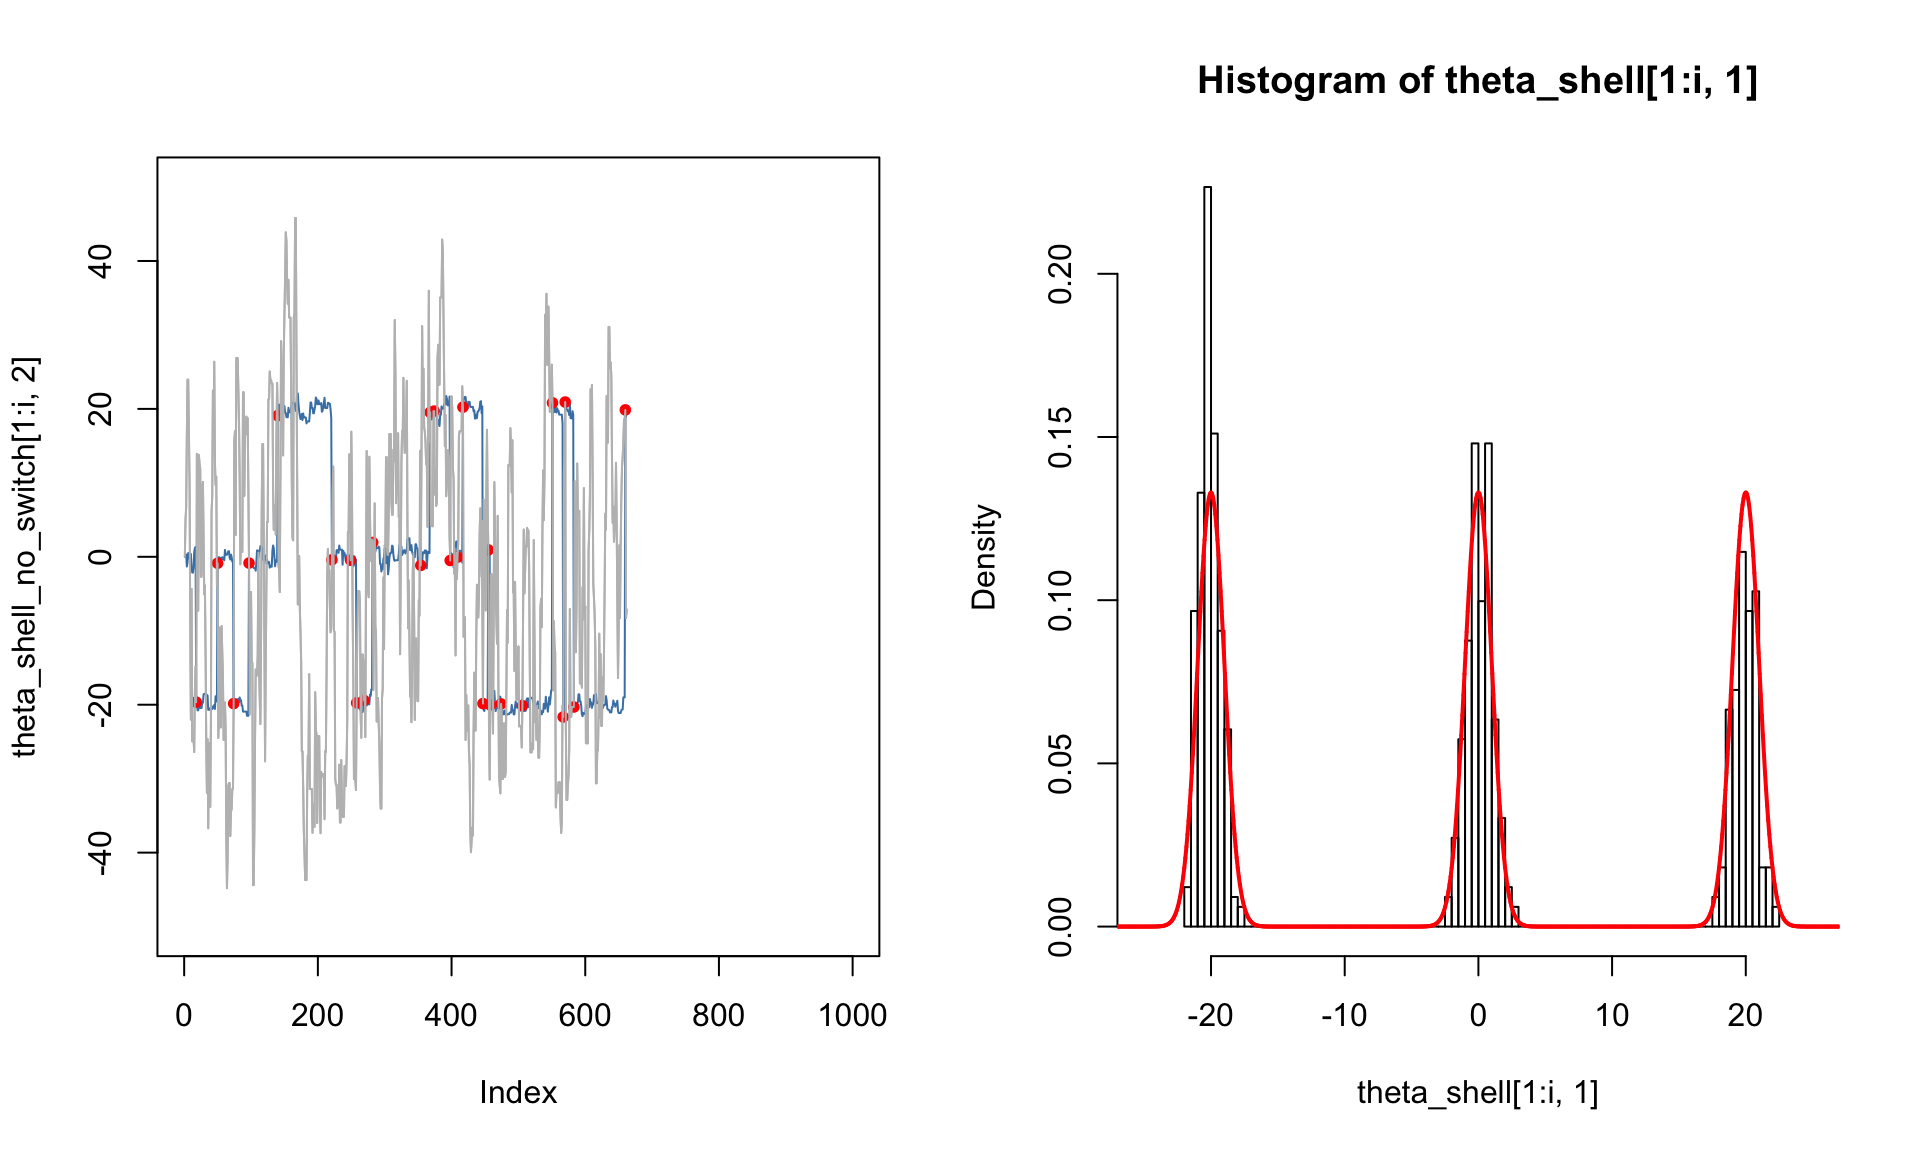 theta_shell_no_switch[1:i, 2]
40
20
0
-20
-40
0 200 400 600 800 1000
Index
Histogram of theta_shell[1:i, 1]
Density
0.20
0.15
0.10
0.05
0.00
-20 -10 0 10 20
theta_shell[1:i, 1]